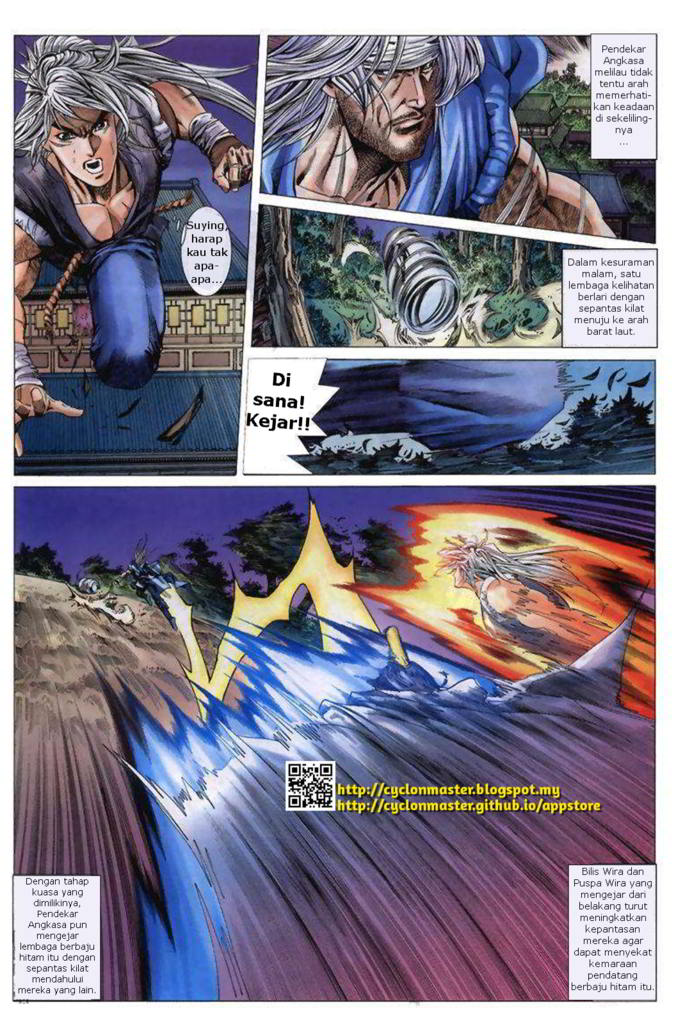 Suying,
harap
kau tak
apa-
apa...
Pendekar
Angkasa
melilau tidak
tentu arah
memerhati-
kan keadaan
di sekeliling-
nya
...
Dalam kesuraman
malam, satu
lembaga kelihatan
berlari dengan
sepantas kilat
menuju ke arah
barat laut.
Di
sana!
Kejar!!
http://cyclonmaster.blogspot.my
http://cyclonmaster.github.io/appstore
Dengan tahap
kuasa yang
dimilikinya,
Pendekar
Angkasa pun
mengejar
lembaga berbaju
hitam itu dengan
sepantas kilat
mendahului
mereka yang lain.
Bilis Wira dan
Puspa Wira yang
mengejar dari
belakang turut
meningkatkan
kepantasan
mereka agar
dapat menyekat
kemaraan
pendatang
berbaju hitam itu.